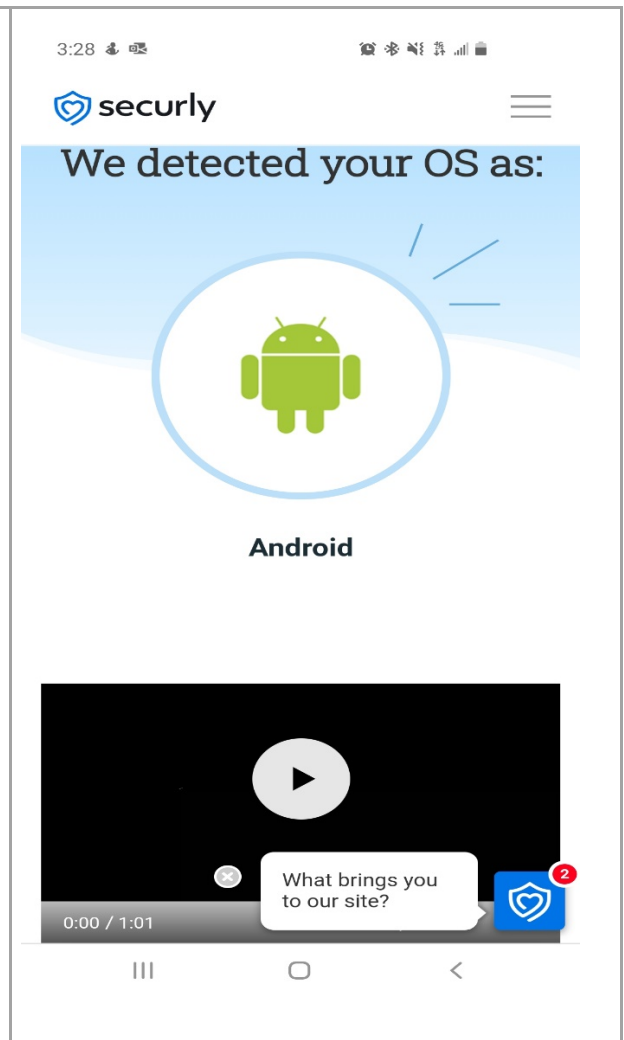 3:28
securly
We detected your OS as:
Android
What brings you
to our site?
2
0:00 / 1:01